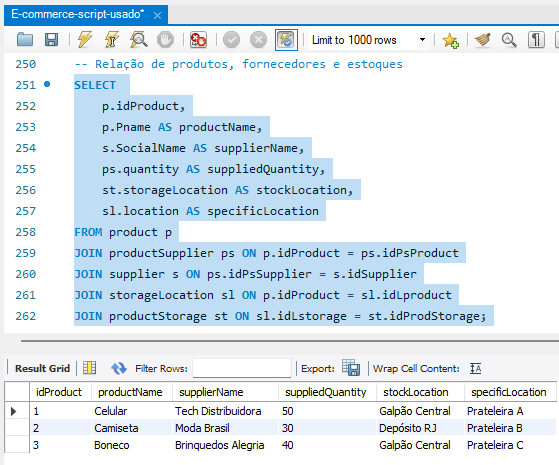 E-commerce-script-usado*
Limit to 1000 rows
250 -- Relação de produtos, fornecedores e estoques
251 SELECT
252 p.idProduct,
253 p.Pname AS productName,
254 s.SocialName AS supplierName,
255 ps.quantity AS suppliedQuantity,
256 st.storageLocation AS stockLocation,
257 sl.location AS specificLocation
258 FROM product p
259 JOIN productSupplier ps ON p.idProduct = ps.idPsProduct
260 JOIN supplier s ON ps.idPsSupplier = s.idSupplier
261 JOIN storageLocation sl ON p.idProduct = sl.idLproduct
262 JOIN productStorage st ON sl.idLstorage = st.idProdStorage;
Result Grid Filter Rows: Export: Wrap Cell Content:
idProduct productName supplierName suppliedQuantity stockLocation specificLocation
1 Celular Tech Distribuidora 50 Galpão Central Prateleira A
2 Camiseta Moda Brasil 30 Depósito RJ Prateleira B
3 Boneco Brinquedos Alegria 40 Galpão Central Prateleira C